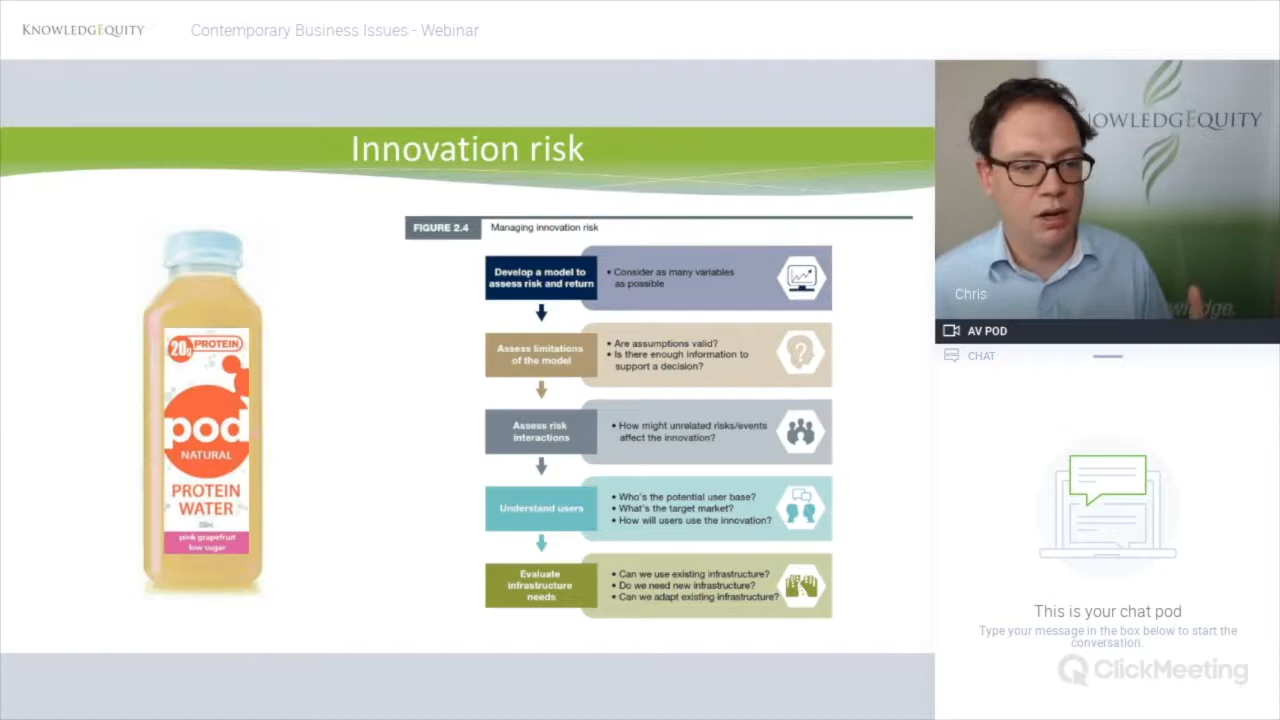 KNOWLEDGEQUITY
Contemporary Business Issues - Webinar
Innovation risk
FIGURE 2.4
Managing innovation risk
Develop a model to
assess risk and return
• Consider as many variables
as possible
Assess limitations
of the model
• Are assumptions valid?
• Is there enough information to
support a decision?
?
Assess risk
interactions
• How might unrelated risks/events
affect the innovation?
Understand users
• Who's the potential user base?
• What's the target market?
• How will users use the innovation?
Evaluate
infrastructure
needs
• Can we use existing infrastructure?
• Do we need new infrastructure?
• Can we adapt existing infrastructure?
20g PROTEIN
pod
NATURAL
PROTEIN
WATER
pink grapefruit
low sugar
KNOWLEDGEQUITY
Chris
AV POD
CHAT
This is your chat pod
Type your message in the box below to start the
conversation.
ClickMeeting